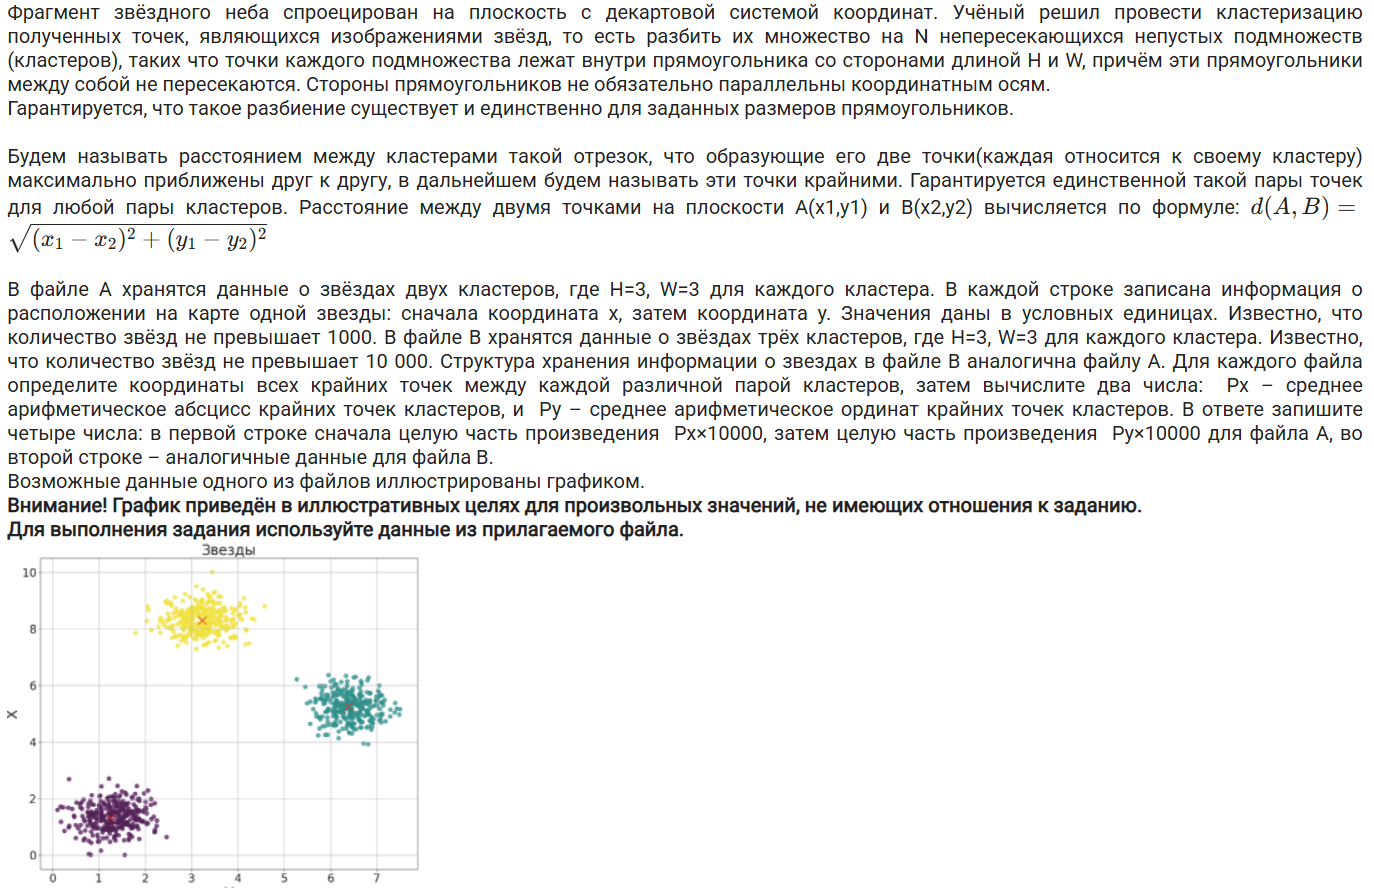 Фрагмент звёздного неба спроецирован на плоскость с декартовой системой координат. Учёный решил провести кластеризацию
полученных точек, являющихся изображениями звёзд, то есть разбить их множество на N непересекающихся непустых подмножеств
(кластеров), таких что точки каждого подмножества лежат внутри прямоугольника со сторонами длиной H и W, причём эти прямоугольники
между собой не пересекаются. Стороны прямоугольников не обязательно параллельны координатным осям.
Гарантируется, что такое разбиение существует и единственно для заданных размеров прямоугольников.
Будем называть расстоянием между кластерами такой отрезок, что образующие его две точки(каждая относится к своему кластеру)
максимально приближены друг к другу, в дальнейшем будем называть эти точки крайними. Гарантируется единственной такой пары точек
для любой пары кластеров. Расстояние между двумя точками на плоскости A(x1,y1) и B(x2,y2) вычисляется по формуле: d(A, B) =
√(x₁ − x₂)² + (y₁ − y₂)²
В файле А хранятся данные о звёздах двух кластеров, где H=3, W=3 для каждого кластера. В каждой строке записана информация о
расположении на карте одной звезды: сначала координата x, затем координата y. Значения даны в условных единицах. Известно, что
количество звёзд не превышает 1000. В файле В хранятся данные о звёздах трёх кластеров, где H=3, W=3 для каждого кластера. Известно,
что количество звёзд не превышает 10 000. Структура хранения информации о звездах в файле В аналогична файлу А. Для каждого файла
определите координаты всех крайних точек между каждой различной парой кластеров, затем вычислите два числа: Px – среднее
арифметическое абсцисс крайних точек кластеров, и Py – среднее арифметическое ординат крайних точек кластеров. В ответе запишите
четыре числа: в первой строке сначала целую часть произведения Px×10000, затем целую часть произведения Py×10000 для файла А, во
второй строке – аналогичные данные для файла В.
Возможные данные одного из файлов иллюстрированы графиком.
Внимание! График приведён в иллюстративных целях для произвольных значений, не имеющих отношения к заданию.
Для выполнения задания используйте данные из прилагаемого файла.
Звезды
10
8
6
X
4
2
0
0 1 2 3 4 5 6 7